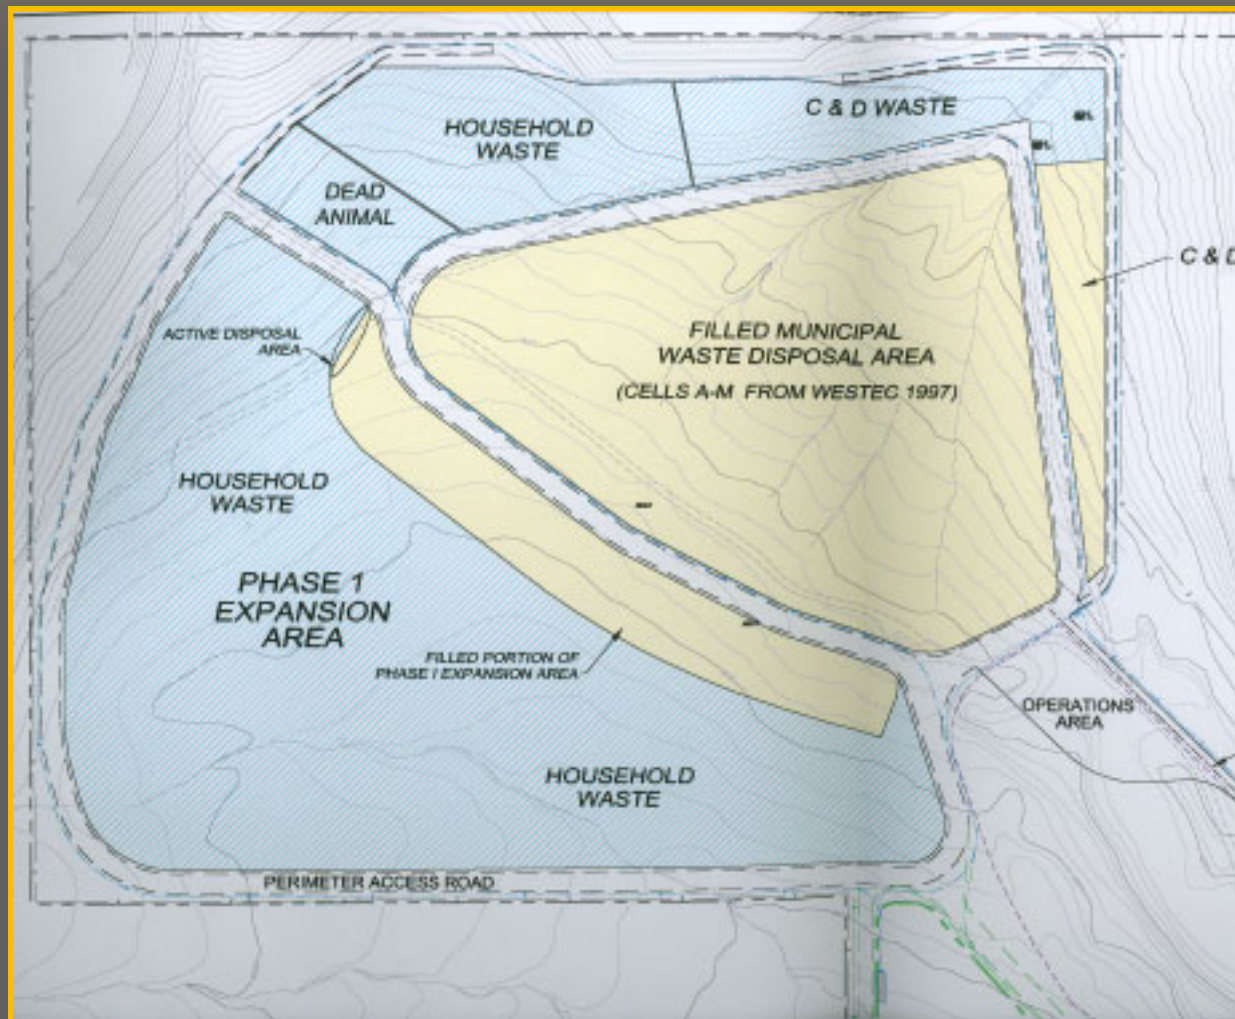 C & D WASTE
HOUSEHOLD
WASTE
DEAD
ANIMAL
C & D
ACTIVE DISPOSAL
AREA
FILLED MUNICIPAL
WASTE DISPOSAL AREA
(CELLS A-M FROM WESTEC 1997)
HOUSEHOLD
WASTE
PHASE 1
EXPANSION
AREA
FILLED PORTION OF
PHASE I EXPANSION AREA
OPERATIONS
AREA
HOUSEHOLD
WASTE
PERIMETER ACCESS ROAD